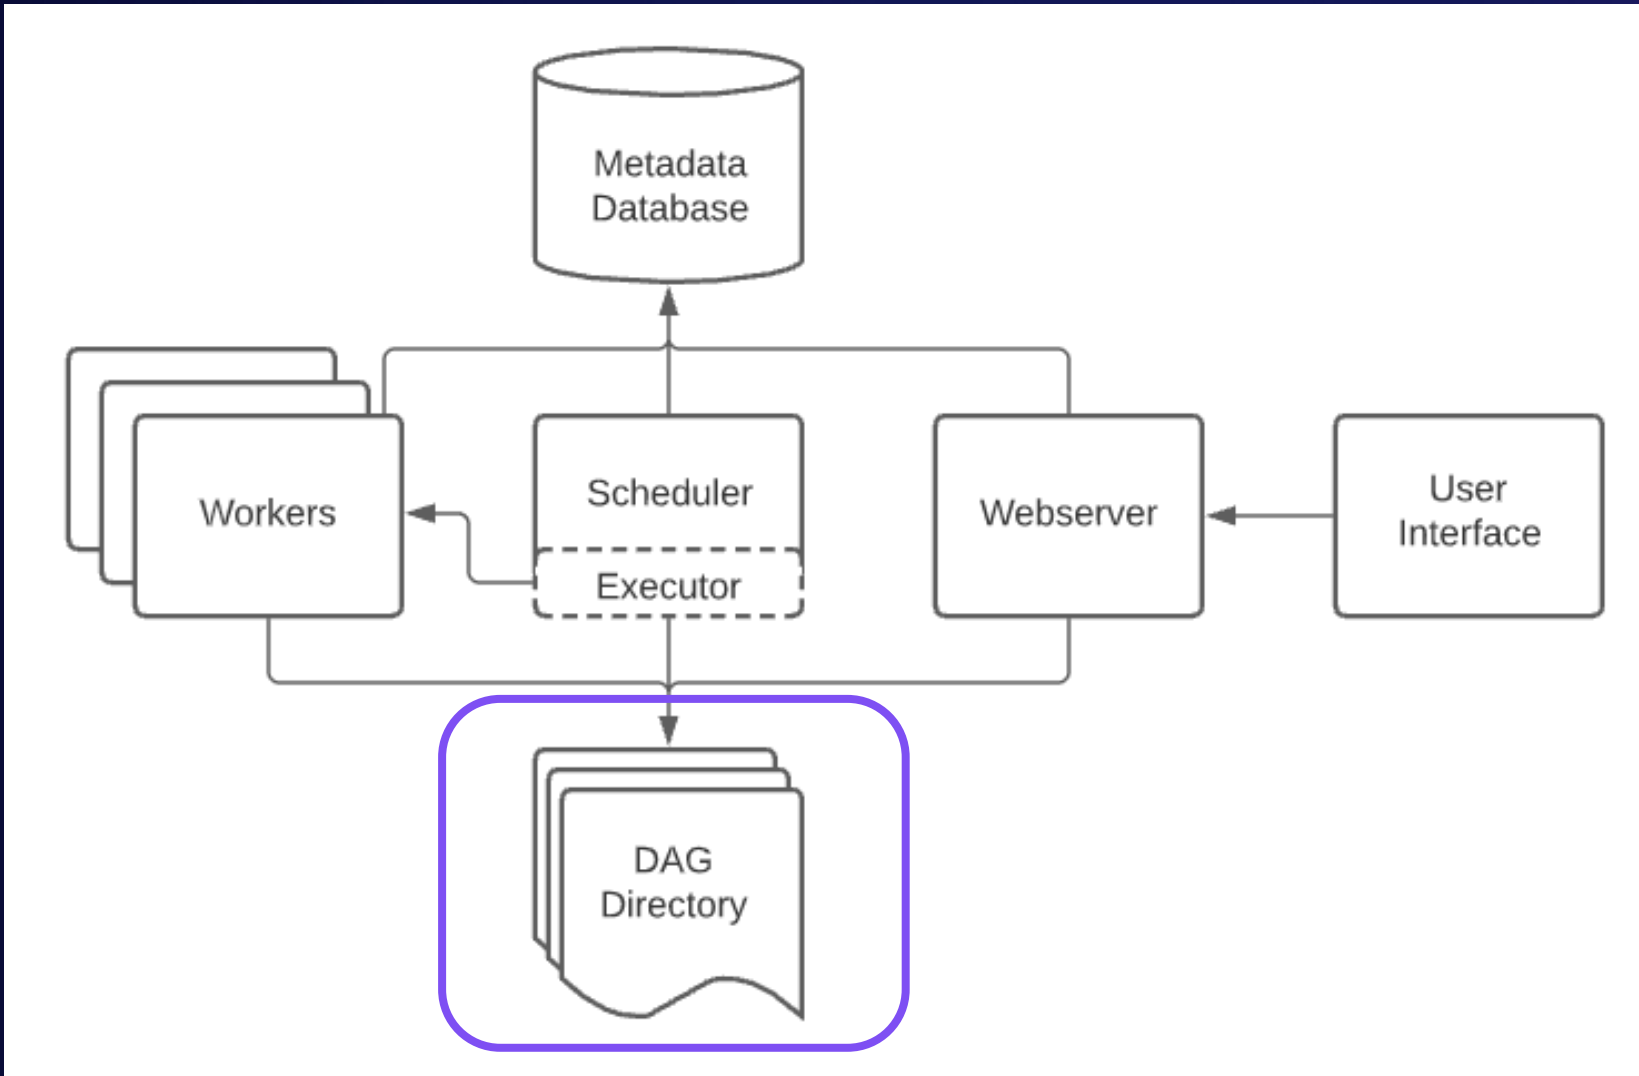 Metadata
Database
Workers
Scheduler
Executor
Webserver
User
Interface
DAG
Directory